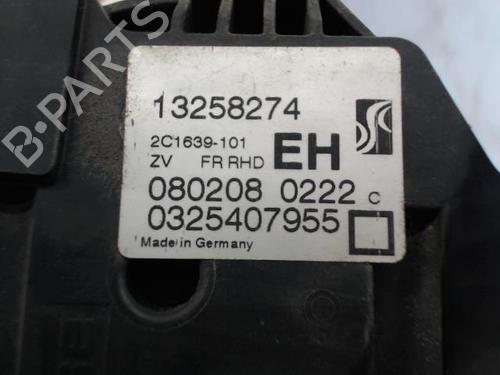 B-PARTS
13258274
2C1639-101
ZV FR RHD EH
080208 0222 C
0325407955
Made in Germany